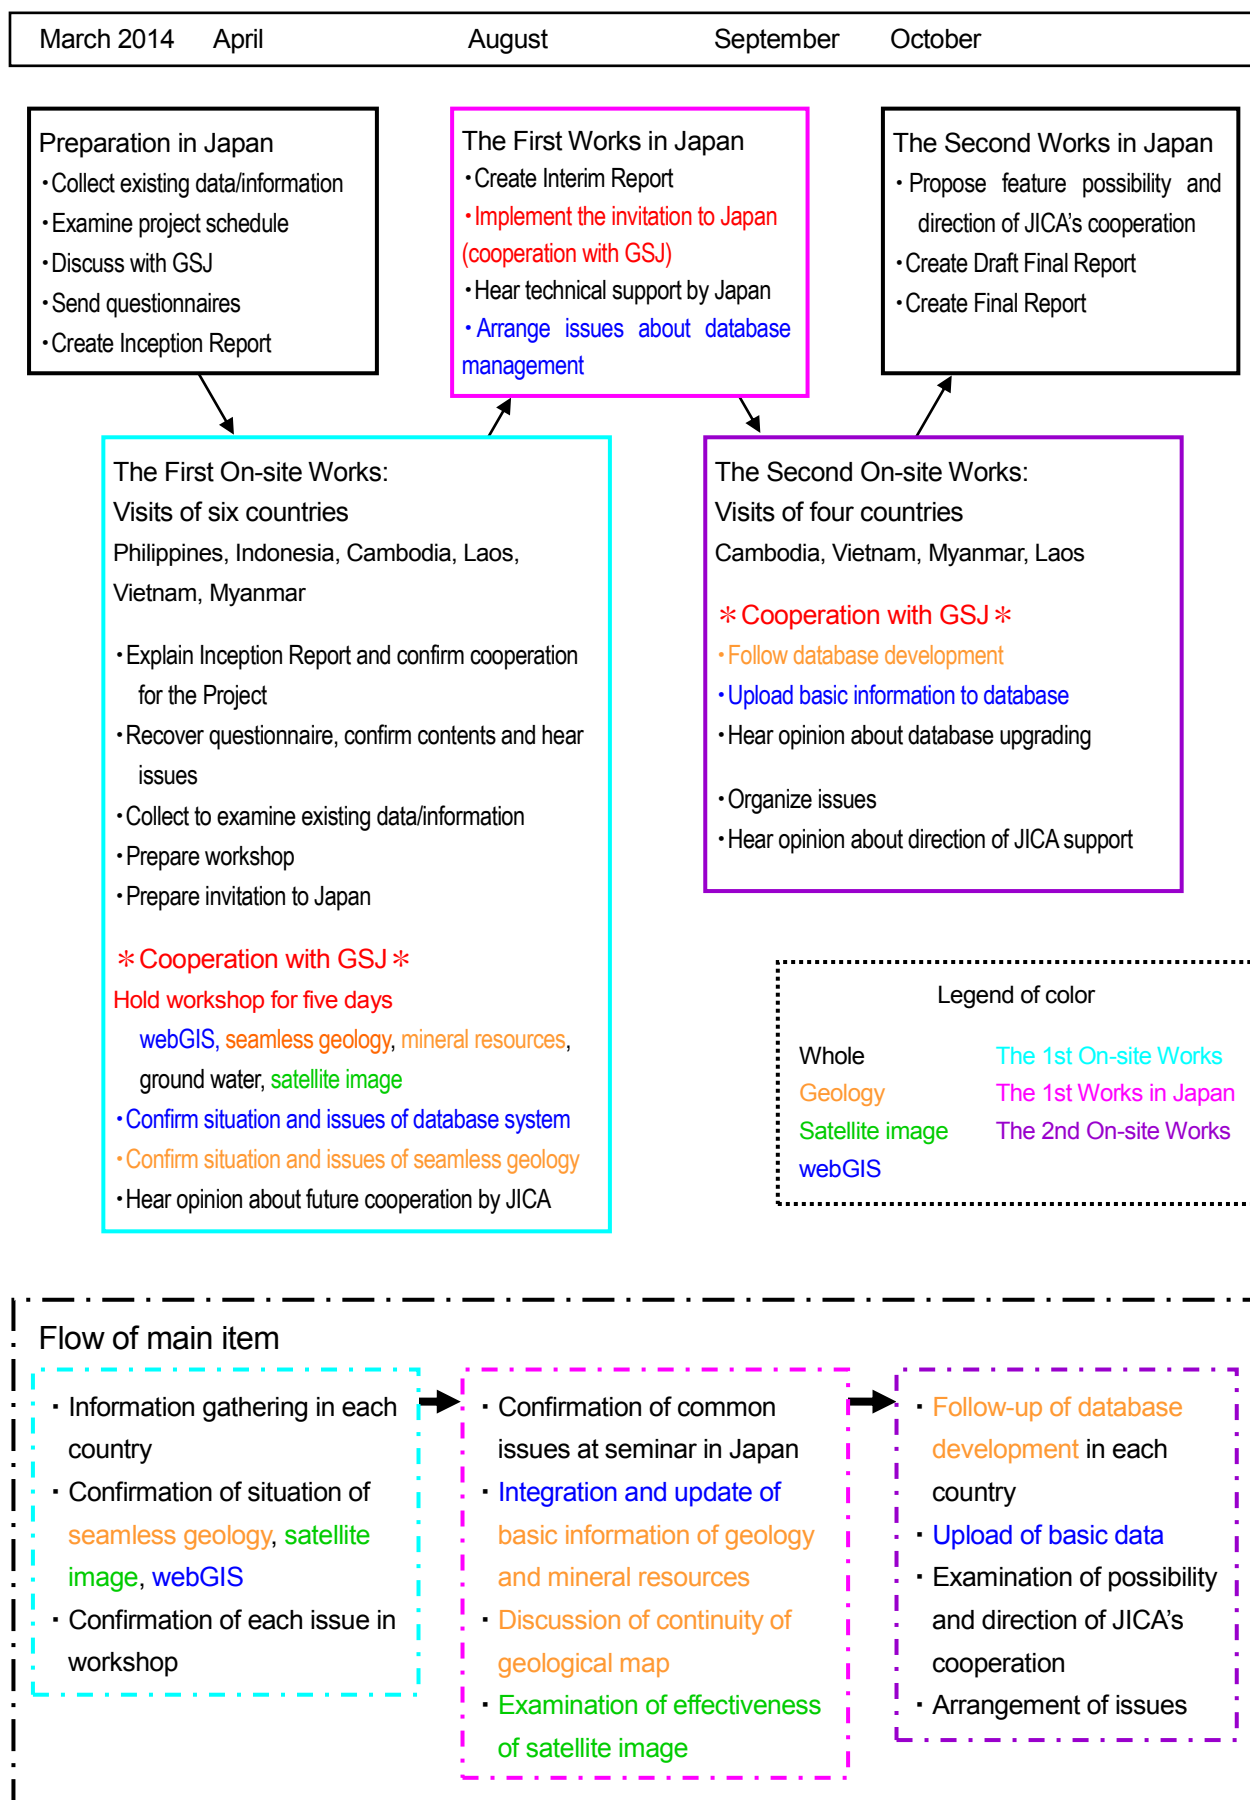 March 2014 April August September October
Preparation in Japan
・Collect existing data/information
・Examine project schedule
・Discuss with GSJ
・Send questionnaires
・Create Inception Report
The First Works in Japan
・Create Interim Report
・Implement the invitation to Japan
(cooperation with GSJ)
・Hear technical support by Japan
・Arrange issues about database
management
The Second Works in Japan
・Propose feature possibility and
direction of JICA's cooperation
・Create Draft Final Report
・Create Final Report
The First On-site Works:
Visits of six countries
Philippines, Indonesia, Cambodia, Laos,
Vietnam, Myanmar
・Explain Inception Report and confirm cooperation
for the Project
・Recover questionnaire, confirm contents and hear
issues
・Collect to examine existing data/information
・Prepare workshop
・Prepare invitation to Japan
＊Cooperation with GSJ＊
Hold workshop for five days
webGIS, seamless geology, mineral resources,
ground water, satellite image
・Confirm situation and issues of database system
・Confirm situation and issues of seamless geology
・Hear opinion about future cooperation by JICA
The Second On-site Works:
Visits of four countries
Cambodia, Vietnam, Myanmar, Laos
＊Cooperation with GSJ＊
・Follow database development
・Upload basic information to database
・Hear opinion about database upgrading
・Organize issues
・Hear opinion about direction of JICA support
Legend of color
Whole The 1st On-site Works
Geology The 1st Works in Japan
Satellite image The 2nd On-site Works
webGIS
Flow of main item
・Information gathering in each
country
・Confirmation of situation of
seamless geology, satellite
image, webGIS
・Confirmation of each issue in
workshop
・Confirmation of common
issues at seminar in Japan
・Integration and update of
basic information of geology
and mineral resources
・Discussion of continuity of
geological map
・Examination of effectiveness
of satellite image
・Follow-up of database
development in each
country
・Upload of basic data
・Examination of possibility
and direction of JICA's
cooperation
・Arrangement of issues